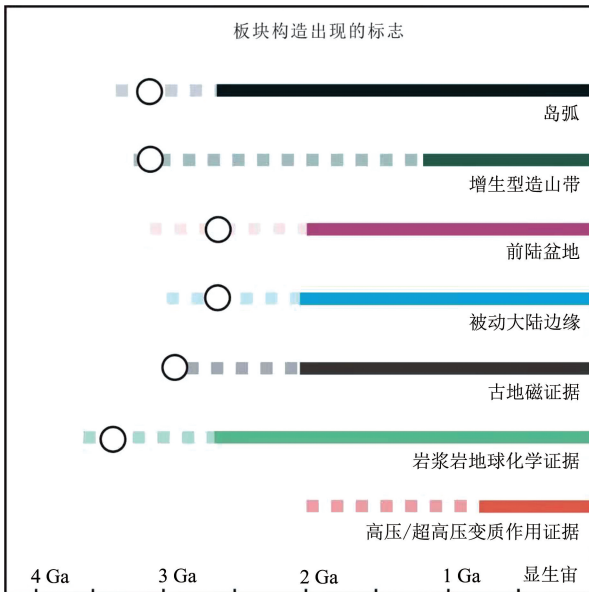 板块构造出现的标志
岛弧
增生型造山带
前陆盆地
被动大陆边缘
古地磁证据
岩浆岩地球化学证据
高压/超高压变质作用证据
4 Ga 3 Ga 2 Ga 1 Ga 显生宙